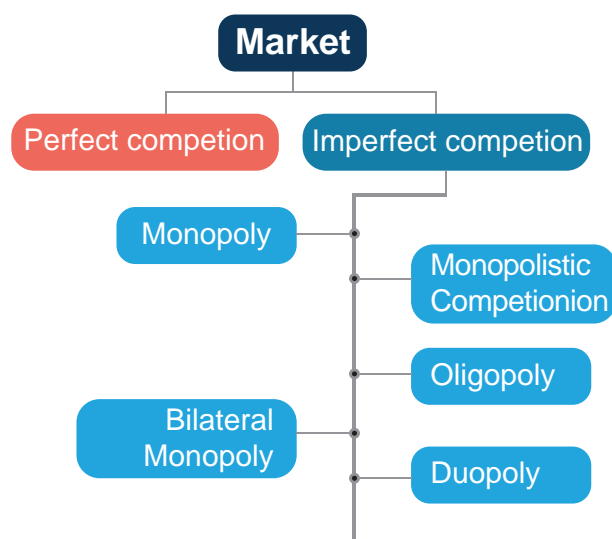 Market
Perfect competion
Imperfect competion
Monopoly
Monopolistic
Competionion
Oligopoly
Bilateral
Monopoly
Duopoly